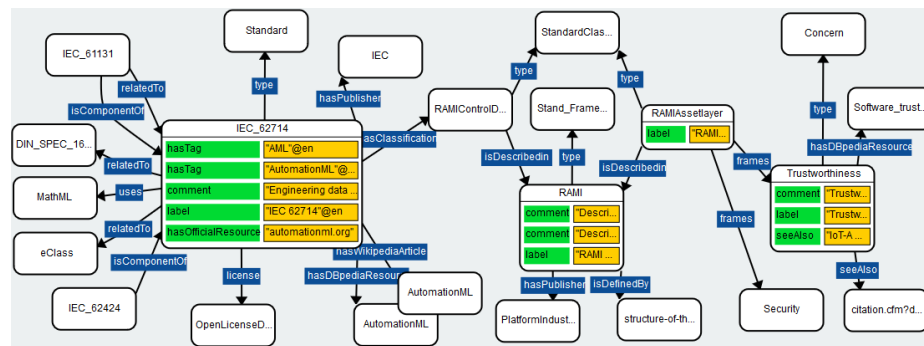 Standard
StandardClas...
Concern
IEC_61131
IEC
relatedTo
type
type
type
isComponentOf
hasPublisher
RAMIControlD...
Stand_Frame...
RAMIAssetlayer
label "RAMI...
type
Software_trust...
IEC_62714
hasTag "AML"@en
hasTag "AutomationML"@...
comment "Engineering data ...
label "IEC 62714"@en
hasOfficialResource "automationml.org"
DIN_SPEC_16...
relatedTo
hasClassification
isDescribedin
type
isDescribedin
frames
hasDBpediaResource
Trustworthiness
comment "Trustw...
label "Trustw...
seeAlso "IoT-A ...
MathML
uses
RAMI
comment "Descri...
comment "Descri...
label "RAMI ...
frames
eClass
relatedTo
isComponentOf
hasWikipediaArticle
hasDBpediaResource
license
hasPublisher
isDefinedBy
seeAlso
IEC_62424
OpenLicenseD...
AutomationML
AutomationML
PlatformIndust...
structure-of-th...
Security
citation.cfm?d...